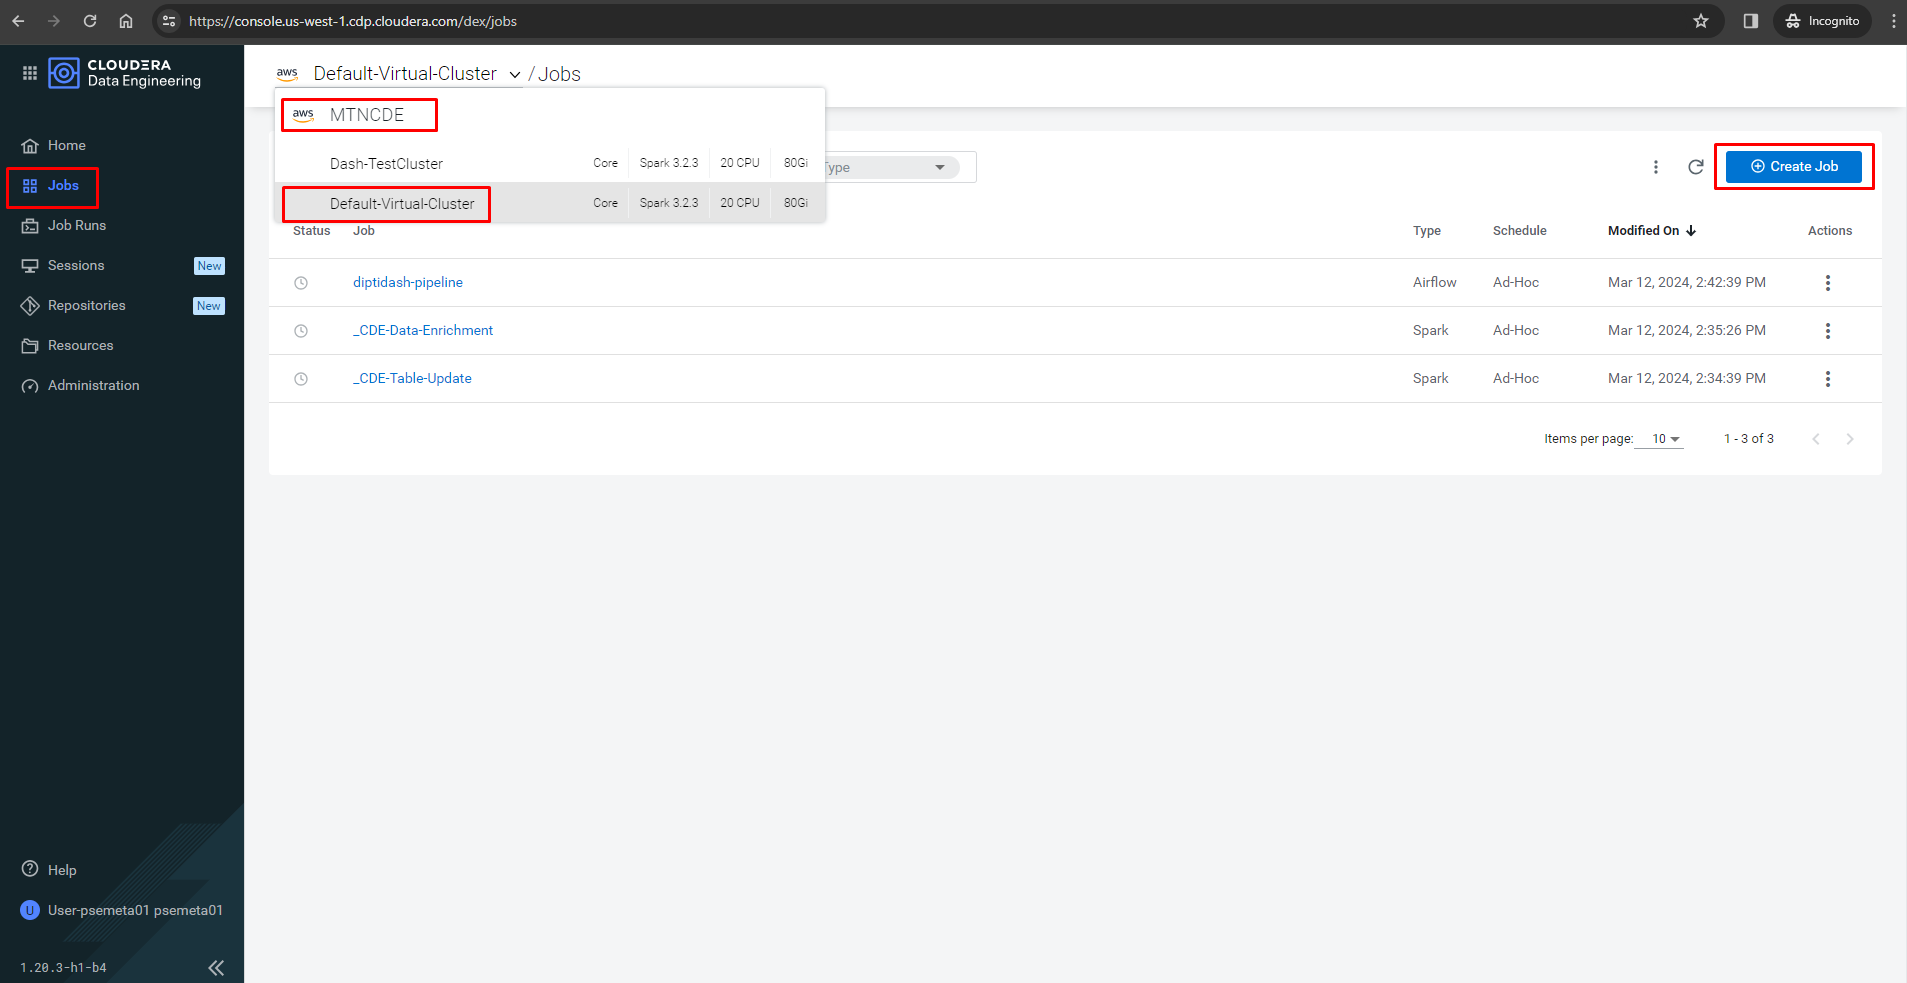 https://console.us-west-1.cdp.cloudera.com/dex/jobs
Incognito
CLOUDERA
Data Engineering
Home
Jobs
Job Runs
Sessions New
Repositories New
Resources
Administration
Help
U User-psemeta01 psemeta01
1.20.3-h1-b4
aws Default-Virtual-Cluster / Jobs
aws MTNCDE
Dash-TestCluster Core Spark 3.2.3 20 CPU 80Gi
Default-Virtual-Cluster Core Spark 3.2.3 20 CPU 80Gi
Type
Create Job
Status Job Type Schedule Modified On Actions
diptidash-pipeline Airflow Ad-Hoc Mar 12, 2024, 2:42:39 PM
_CDE-Data-Enrichment Spark Ad-Hoc Mar 12, 2024, 2:35:26 PM
_CDE-Table-Update Spark Ad-Hoc Mar 12, 2024, 2:34:39 PM
Items per page: 10 1 - 3 of 3